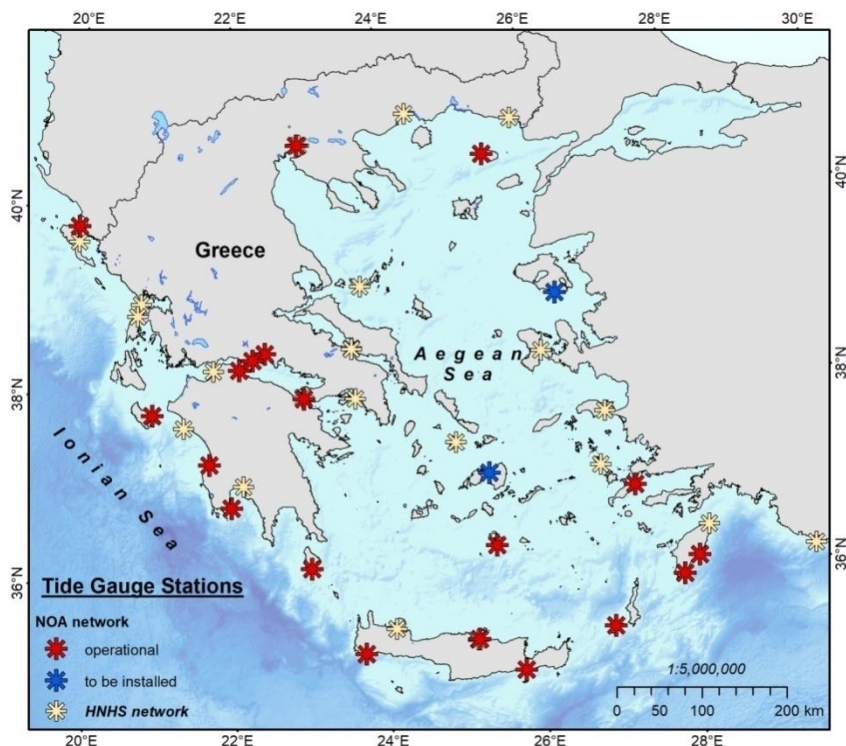 20°E 22°E 24°E 26°E 28°E 30°E
40°N
40°N
Greece
Aegean
Sea
38°N
38°N
Ionian Sea
36°N
36°N
Tide Gauge Stations
NOA network
operational
to be installed
HNHS network
1:5,000,000
0 50 100 200 km
20°E 22°E 24°E 26°E 28°E